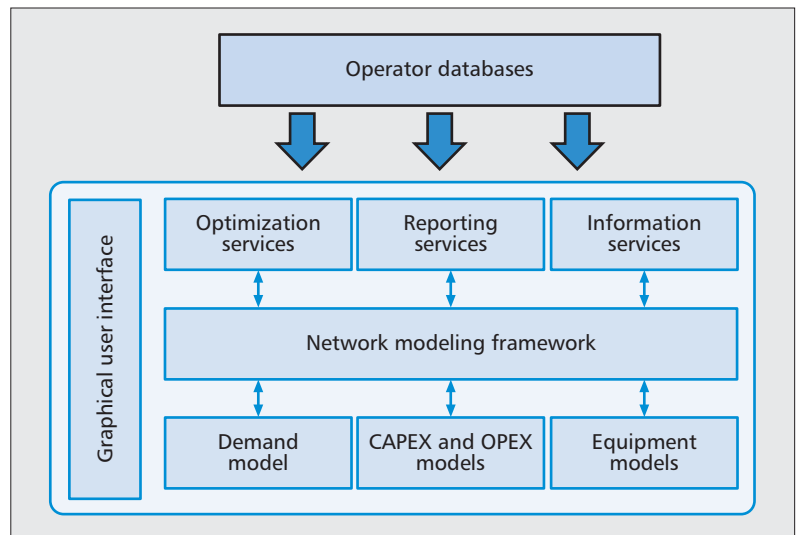 Operator databases
Graphical user interface
Optimization
services
Reporting
services
Information
services
Network modeling framework
Demand
model
CAPEX and OPEX
models
Equipment
models